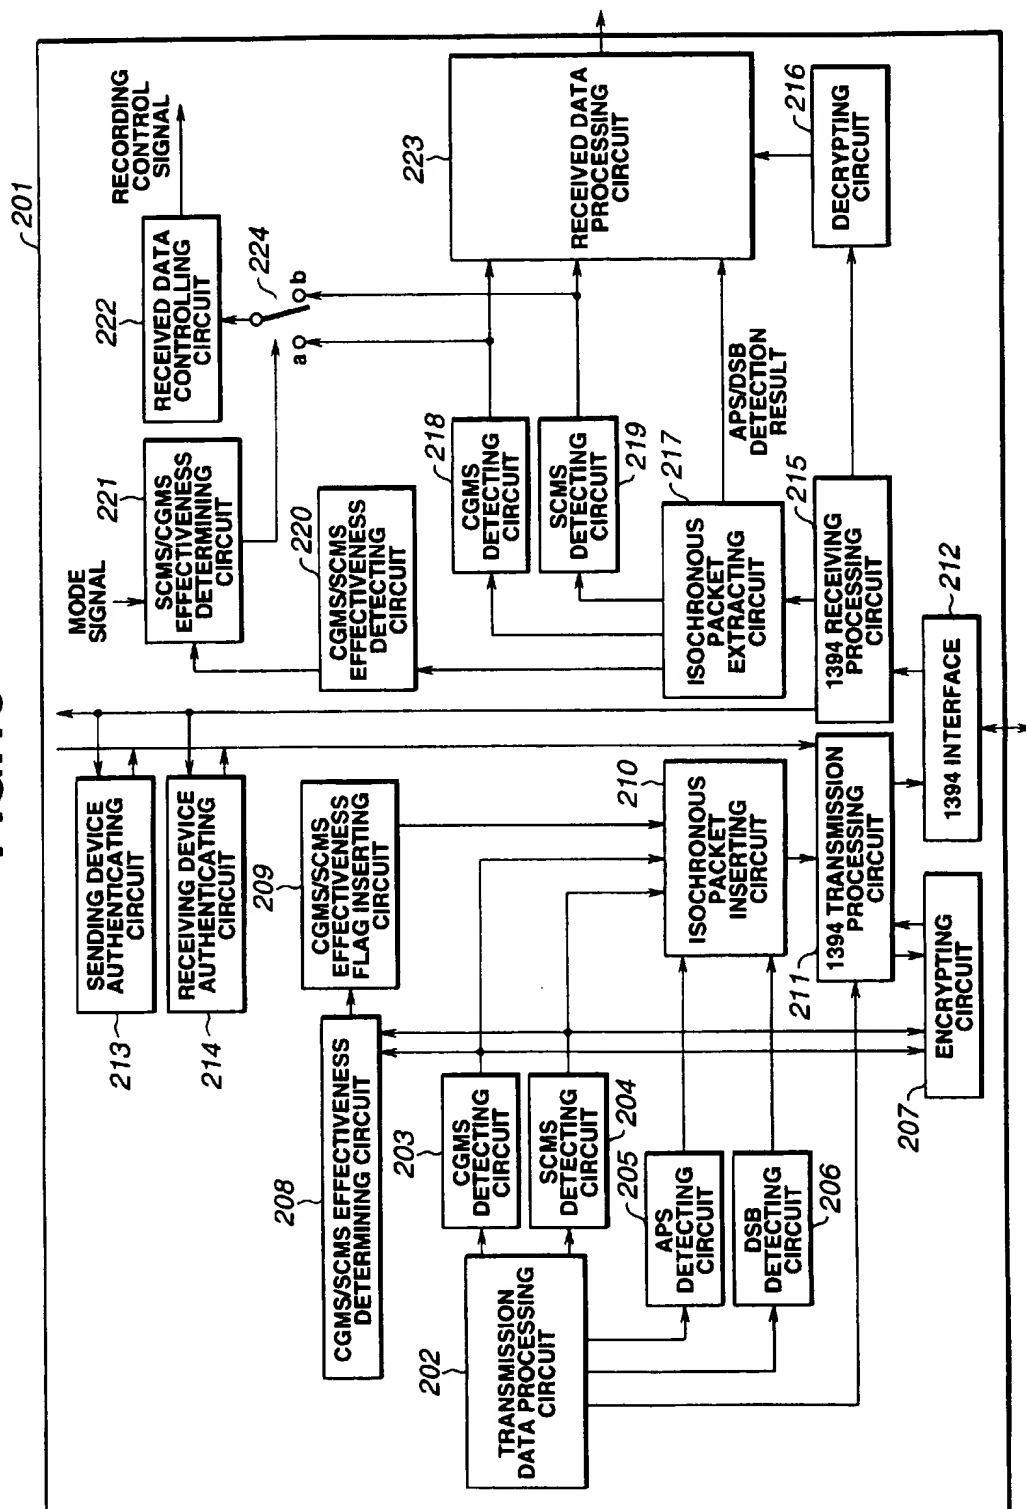 201
RECORDING
CONTROL
SIGNAL
222
RECEIVED DATA
CONTROLLING
CIRCUIT
224
a
b
MODE
SIGNAL
221
SCMS/CGMS
EFFECTIVENESS
DETERMINING
CIRCUIT
220
CGMS/SCMS
EFFECTIVENESS
DETECTING
CIRCUIT
218
CGMS
DETECTING
CIRCUIT
SCMS
DETECTING
CIRCUIT
219
223
RECEIVED DATA
PROCESSING
CIRCUIT
216
DECRYPTING
CIRCUIT
APS/DSB
DETECTION
RESULT
217
ISOCHRONOUS
PACKET
EXTRACTING
CIRCUIT
215
1394 RECEIVING
PROCESSING
CIRCUIT
212
1394 INTERFACE
SENDING DEVICE
AUTHENTICATING
CIRCUIT
213
RECEIVING DEVICE
AUTHENTICATING
CIRCUIT
214
209
CGMS/SCMS
EFFECTIVENESS
FLAG INSERTING
CIRCUIT
208
CGMS/SCMS EFFECTIVENESS
DETERMINING CIRCUIT
210
ISOCHRONOUS
PACKET
INSERTING
CIRCUIT
211
1394 TRANSMISSION
PROCESSING
CIRCUIT
ENCRYPTING
CIRCUIT
207
203
CGMS
DETECTING
CIRCUIT
SCMS
DETECTING
CIRCUIT
204
205
APS
DETECTING
CIRCUIT
DSB
DETECTING
CIRCUIT
206
202
TRANSMISSION
DATA PROCESSING
CIRCUIT